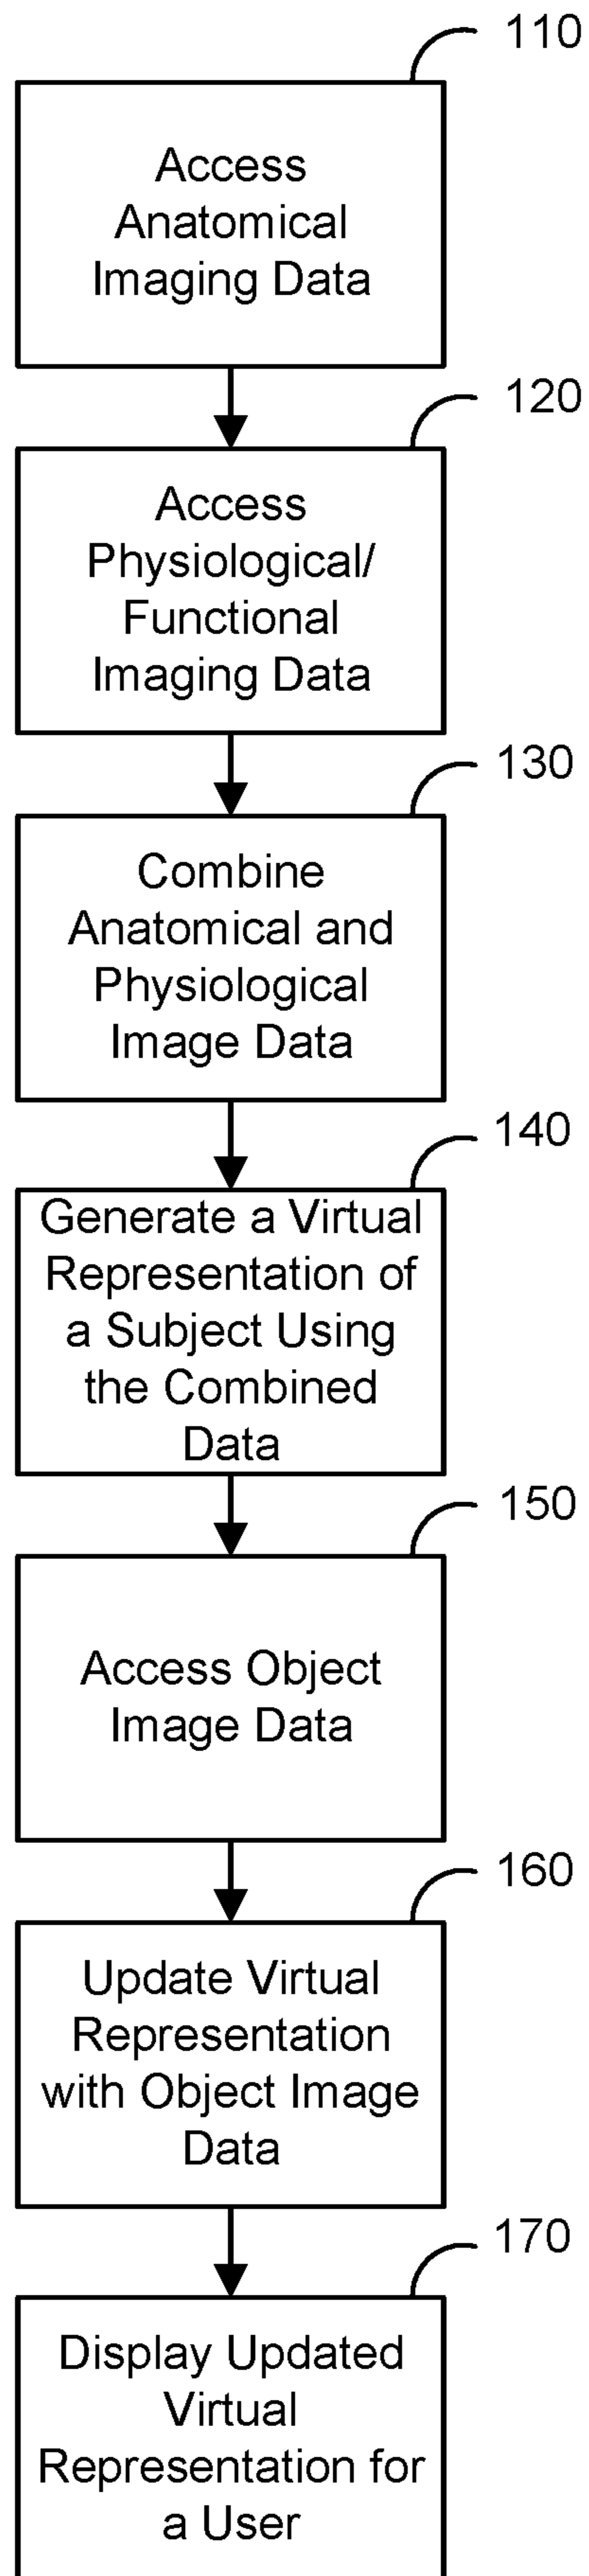 110
Access
Anatomical
Imaging Data
120
Access
Physiological/
Functional
Imaging Data
130
Combine
Anatomical and
Physiological
Image Data
140
Generate a Virtual
Representation of
a Subject Using
the Combined
Data
150
Access Object
Image Data
160
Update Virtual
Representation
with Object Image
Data
170
Display Updated
Virtual
Representation for
a User